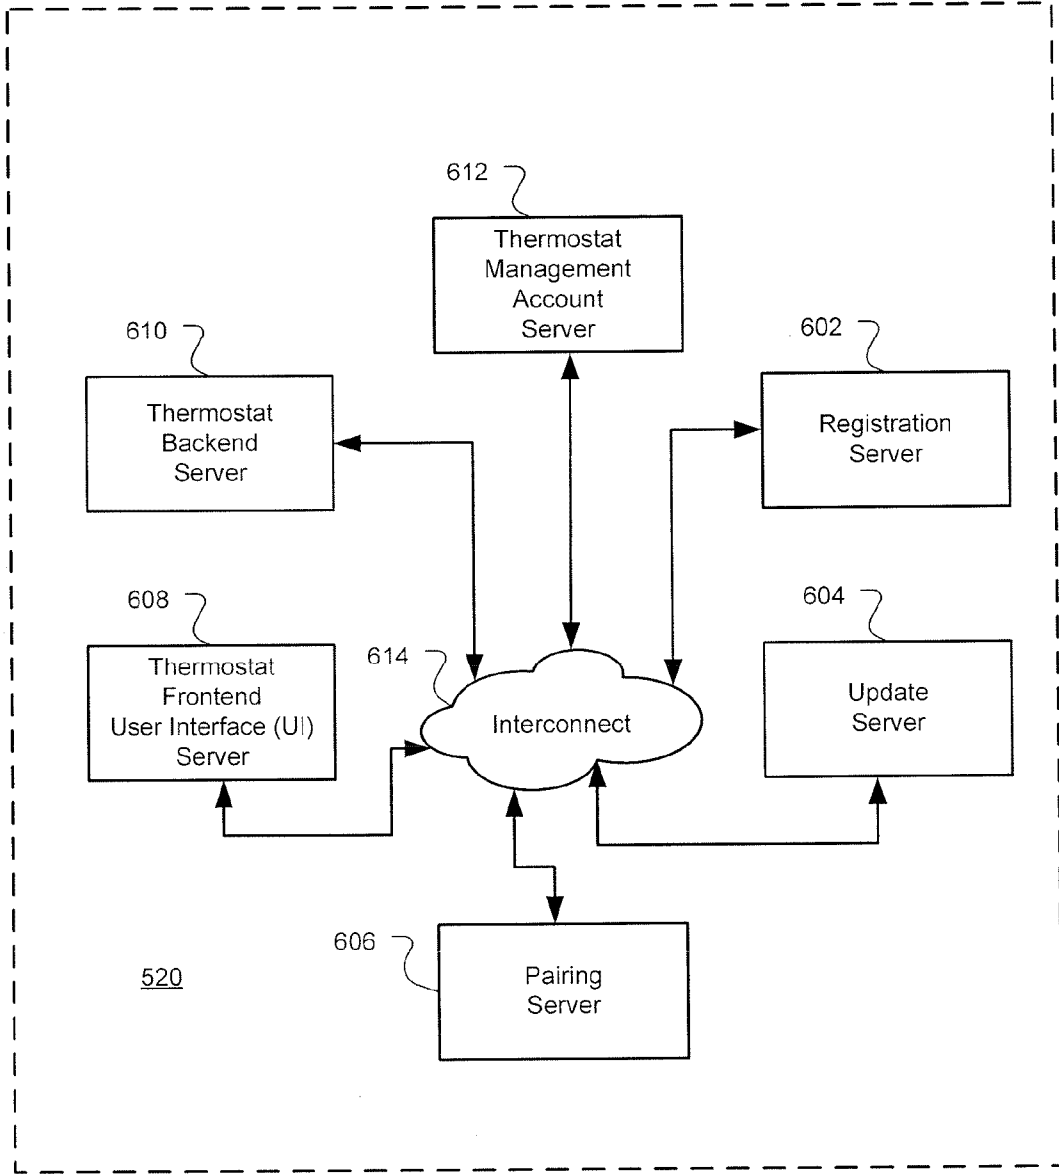 612
Thermostat
Management
Account
Server
610
Thermostat
Backend
Server
602
Registration
Server
608
Thermostat
Frontend
User Interface (UI)
Server
614
Interconnect
604
Update
Server
606
Pairing
Server
520